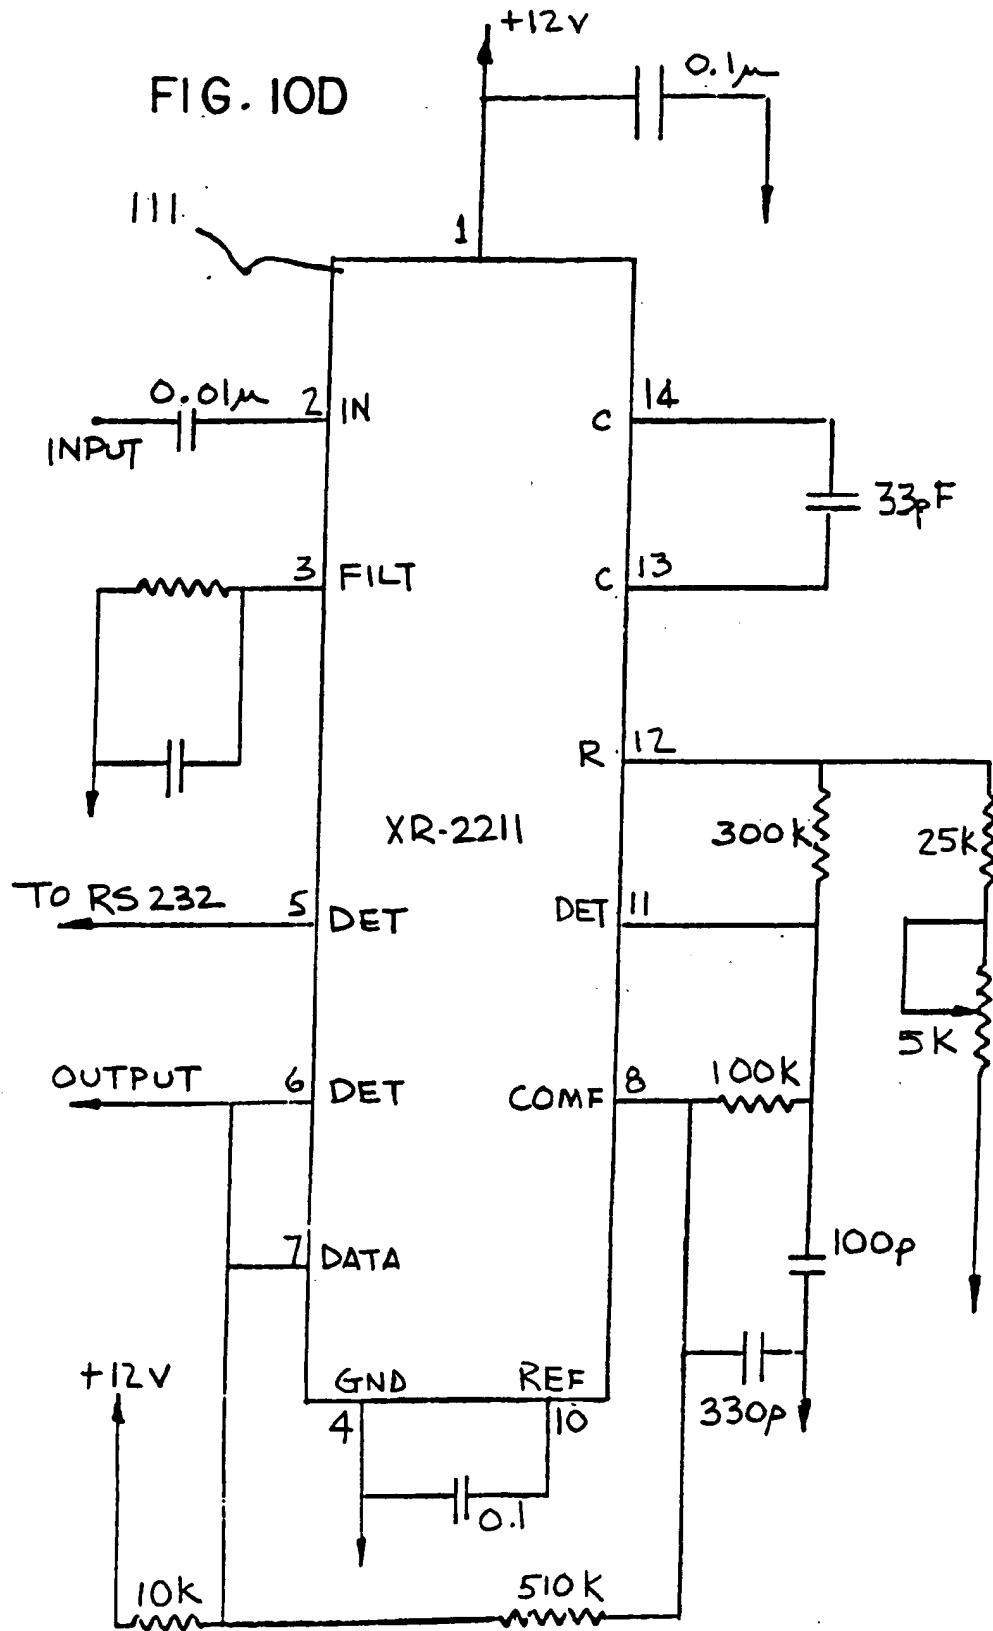 +12V
0.1μ
FIG. 10D
111
1
0.01μ
2 IN
INPUT
C 14
33pF
3 FILT
C 13
R 12
XR-2211
300K
25K
TO RS 232
5 DET
DET 11
5K
OUTPUT
6 DET
COMF 8
100K
7 DATA
100p
+12V
GND
REF
330p
4
10
0.1
10K
510K